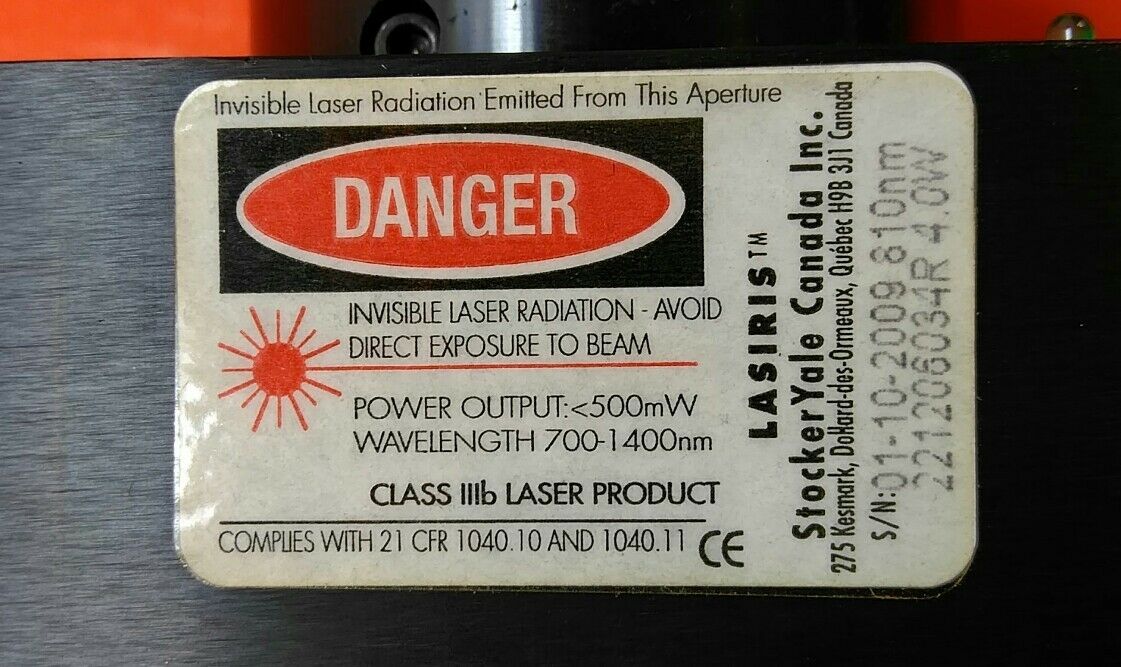 Invisible Laser Radiation Emitted From This Aperture
DANGER
INVISIBLE LASER RADIATION - AVOID
DIRECT EXPOSURE TO BEAM
POWER OUTPUT:<500mW
WAVELENGTH 700-1400nm
CLASS IIIb LASER PRODUCT
COMPLIES WITH 21 CFR 1040.10 AND 1040.11 CE
LASIRIS™
StockerYale Canada Inc.
275 Kesmark, DoHard-des-Ormeaux, Québec H9B 3J1 Canada
S/N:01-10-2009 810nm
221206034R 4.0W